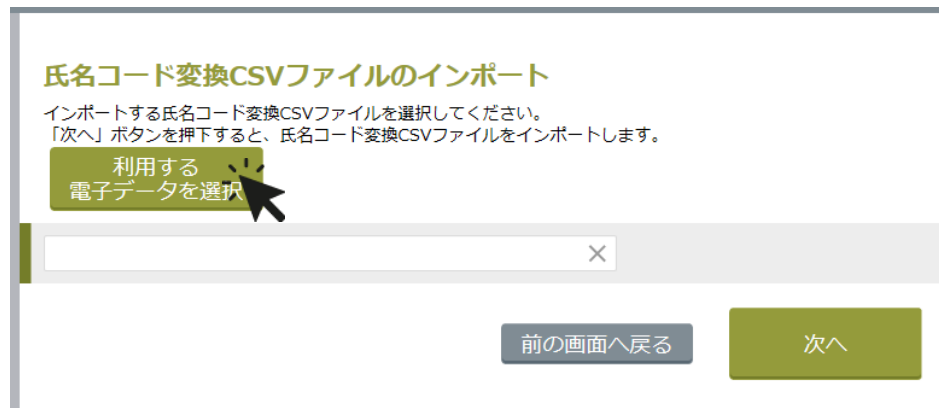 氏名コード変換CSVファイルのインポート
インポートする氏名コード変換CSVファイルを選択してください。
「次へ」ボタンを押下すると、氏名コード変換CSVファイルをインポートします。
利用する
電子データを選択
前の画面へ戻る
次へ